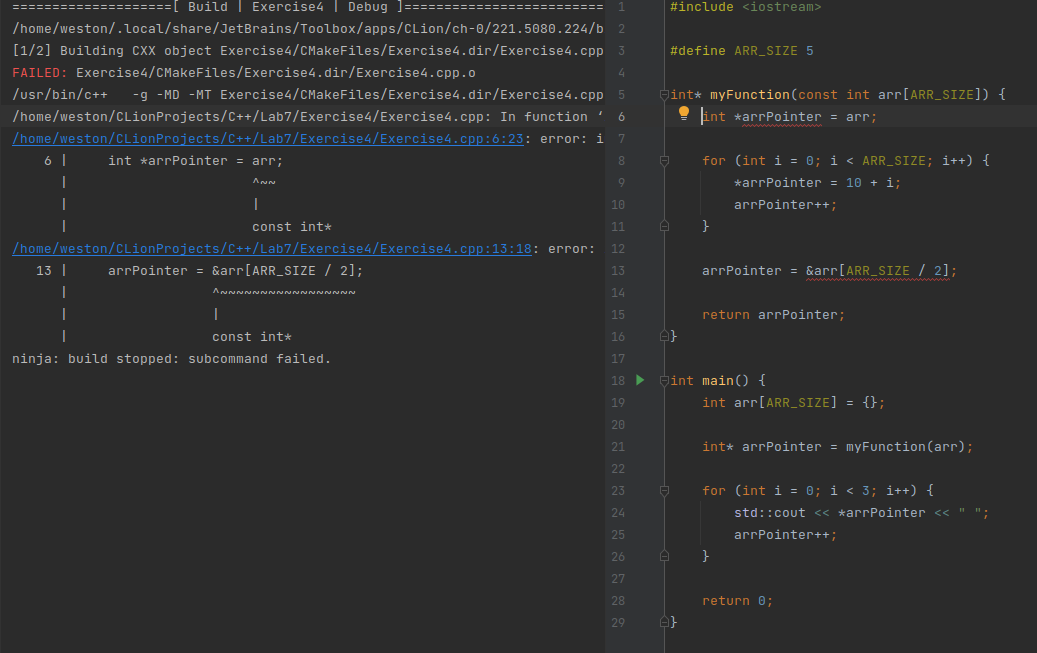 ====================[ Build | Exercise4 | Debug ]=========================
/home/weston/.local/share/JetBrains/Toolbox/apps/CLion/ch-0/221.5080.224/b
[1/2] Building CXX object Exercise4/CMakeFiles/Exercise4.dir/Exercise4.cpp
FAILED: Exercise4/CMakeFiles/Exercise4.dir/Exercise4.cpp.o
/usr/bin/c++   -g -MD -MT Exercise4/CMakeFiles/Exercise4.dir/Exercise4.cpp
/home/weston/CLionProjects/C++/Lab7/Exercise4/Exercise4.cpp: In function ‘
/home/weston/CLionProjects/C++/Lab7/Exercise4/Exercise4.cpp:6:23: error: i
    6 |     int *arrPointer = arr;
      |                       ^~~
      |                       |
      |                       const int*
/home/weston/CLionProjects/C++/Lab7/Exercise4/Exercise4.cpp:13:18: error:
   13 |     arrPointer = &arr[ARR_SIZE / 2];
      |                  ^~~~~~~~~~~~~~~~~~
      |                  |
      |                  const int*
ninja: build stopped: subcommand failed.
1 #include <iostream>
2
3 #define ARR_SIZE 5
4
5 int* myFunction(const int arr[ARR_SIZE]) {
6     int *arrPointer = arr;
7
8     for (int i = 0; i < ARR_SIZE; i++) {
9         *arrPointer = 10 + i;
10         arrPointer++;
11     }
12
13     arrPointer = &arr[ARR_SIZE / 2];
14
15     return arrPointer;
16 }
17
18 int main() {
19     int arr[ARR_SIZE] = {};
20
21     int* arrPointer = myFunction(arr);
22
23     for (int i = 0; i < 3; i++) {
24         std::cout << *arrPointer << " ";
25         arrPointer++;
26     }
27
28     return 0;
29 }